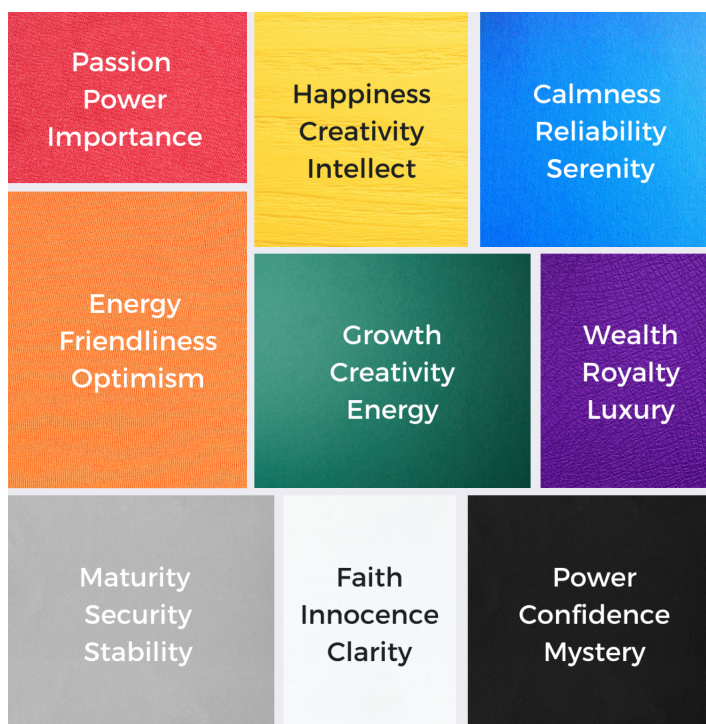 Passion
Power
Importance
Happiness
Creativity
Intellect
Calmness
Reliability
Serenity
Energy
Friendliness
Optimism
Growth
Creativity
Energy
Wealth
Royalty
Luxury
Maturity
Security
Stability
Faith
Innocence
Clarity
Power
Confidence
Mystery